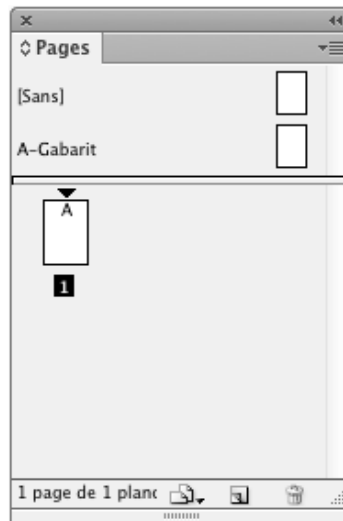 Pages
[Sans]
A-Gabarit
A
1
1 page de 1 planc